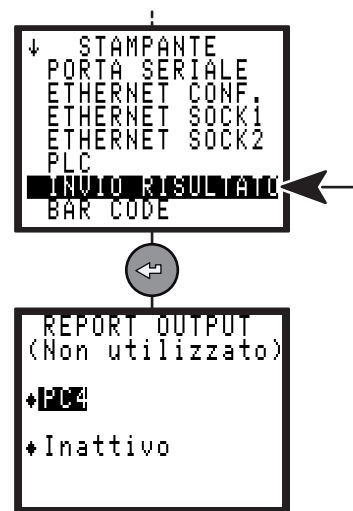 ↓ STAMPANTE
PORTA SERIALE
ETHERNET CONF.
ETHERNET SOCK1
ETHERNET SOCK2
PLC
INVIO RISULTATO
BAR CODE
REPORT OUTPUT
(Non utilizzato)
♦PC4
♦Inattivo